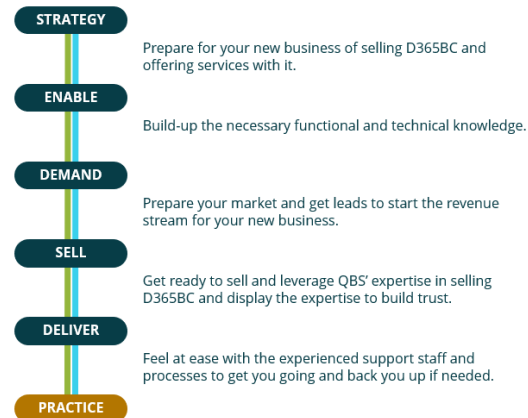 STRATEGY
Prepare for your new business of selling D365BC and
offering services with it.
ENABLE
Build-up the necessary functional and technical knowledge.
DEMAND
Prepare your market and get leads to start the revenue
stream for your new business.
SELL
Get ready to sell and leverage QBS’ expertise in selling
D365BC and display the expertise to build trust.
DELIVER
Feel at ease with the experienced support staff and
processes to get you going and back you up if needed.
PRACTICE